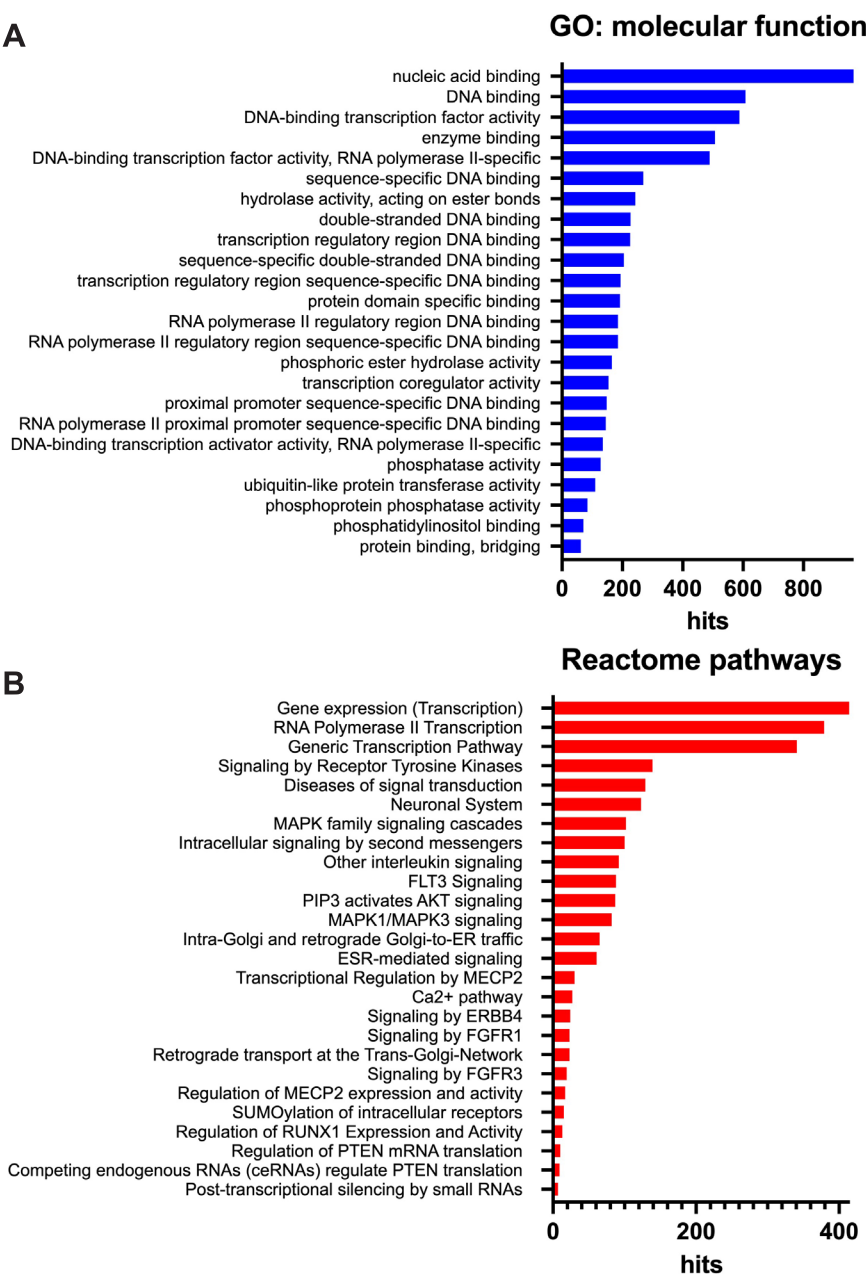 A
GO: molecular function
nucleic acid binding
DNA binding
DNA-binding transcription factor activity
enzyme binding
DNA-binding transcription factor activity, RNA polymerase II-specific
sequence-specific DNA binding
hydrolase activity, acting on ester bonds
double-stranded DNA binding
transcription regulatory region DNA binding
sequence-specific double-stranded DNA binding
transcription regulatory region sequence-specific DNA binding
protein domain specific binding
RNA polymerase II regulatory region DNA binding
RNA polymerase II regulatory region sequence-specific DNA binding
phosphoric ester hydrolase activity
transcription coregulator activity
proximal promoter sequence-specific DNA binding
RNA polymerase II proximal promoter sequence-specific DNA binding
DNA-binding transcription activator activity, RNA polymerase II-specific
phosphatase activity
ubiquitin-like protein transferase activity
phosphoprotein phosphatase activity
phosphatidylinositol binding
protein binding, bridging
0 200 400 600 800
hits
B
Reactome pathways
Gene expression (Transcription)
RNA Polymerase II Transcription
Generic Transcription Pathway
Signaling by Receptor Tyrosine Kinases
Diseases of signal transduction
Neuronal System
MAPK family signaling cascades
Intracellular signaling by second messengers
Other interleukin signaling
FLT3 Signaling
PIP3 activates AKT signaling
MAPK1/MAPK3 signaling
Intra-Golgi and retrograde Golgi-to-ER traffic
ESR-mediated signaling
Transcriptional Regulation by MECP2
Ca2+ pathway
Signaling by ERBB4
Signaling by FGFR1
Retrograde transport at the Trans-Golgi-Network
Signaling by FGFR3
Regulation of MECP2 expression and activity
SUMOylation of intracellular receptors
Regulation of RUNX1 Expression and Activity
Regulation of PTEN mRNA translation
Competing endogenous RNAs (ceRNAs) regulate PTEN translation
Post-transcriptional silencing by small RNAs
0 200 400
hits